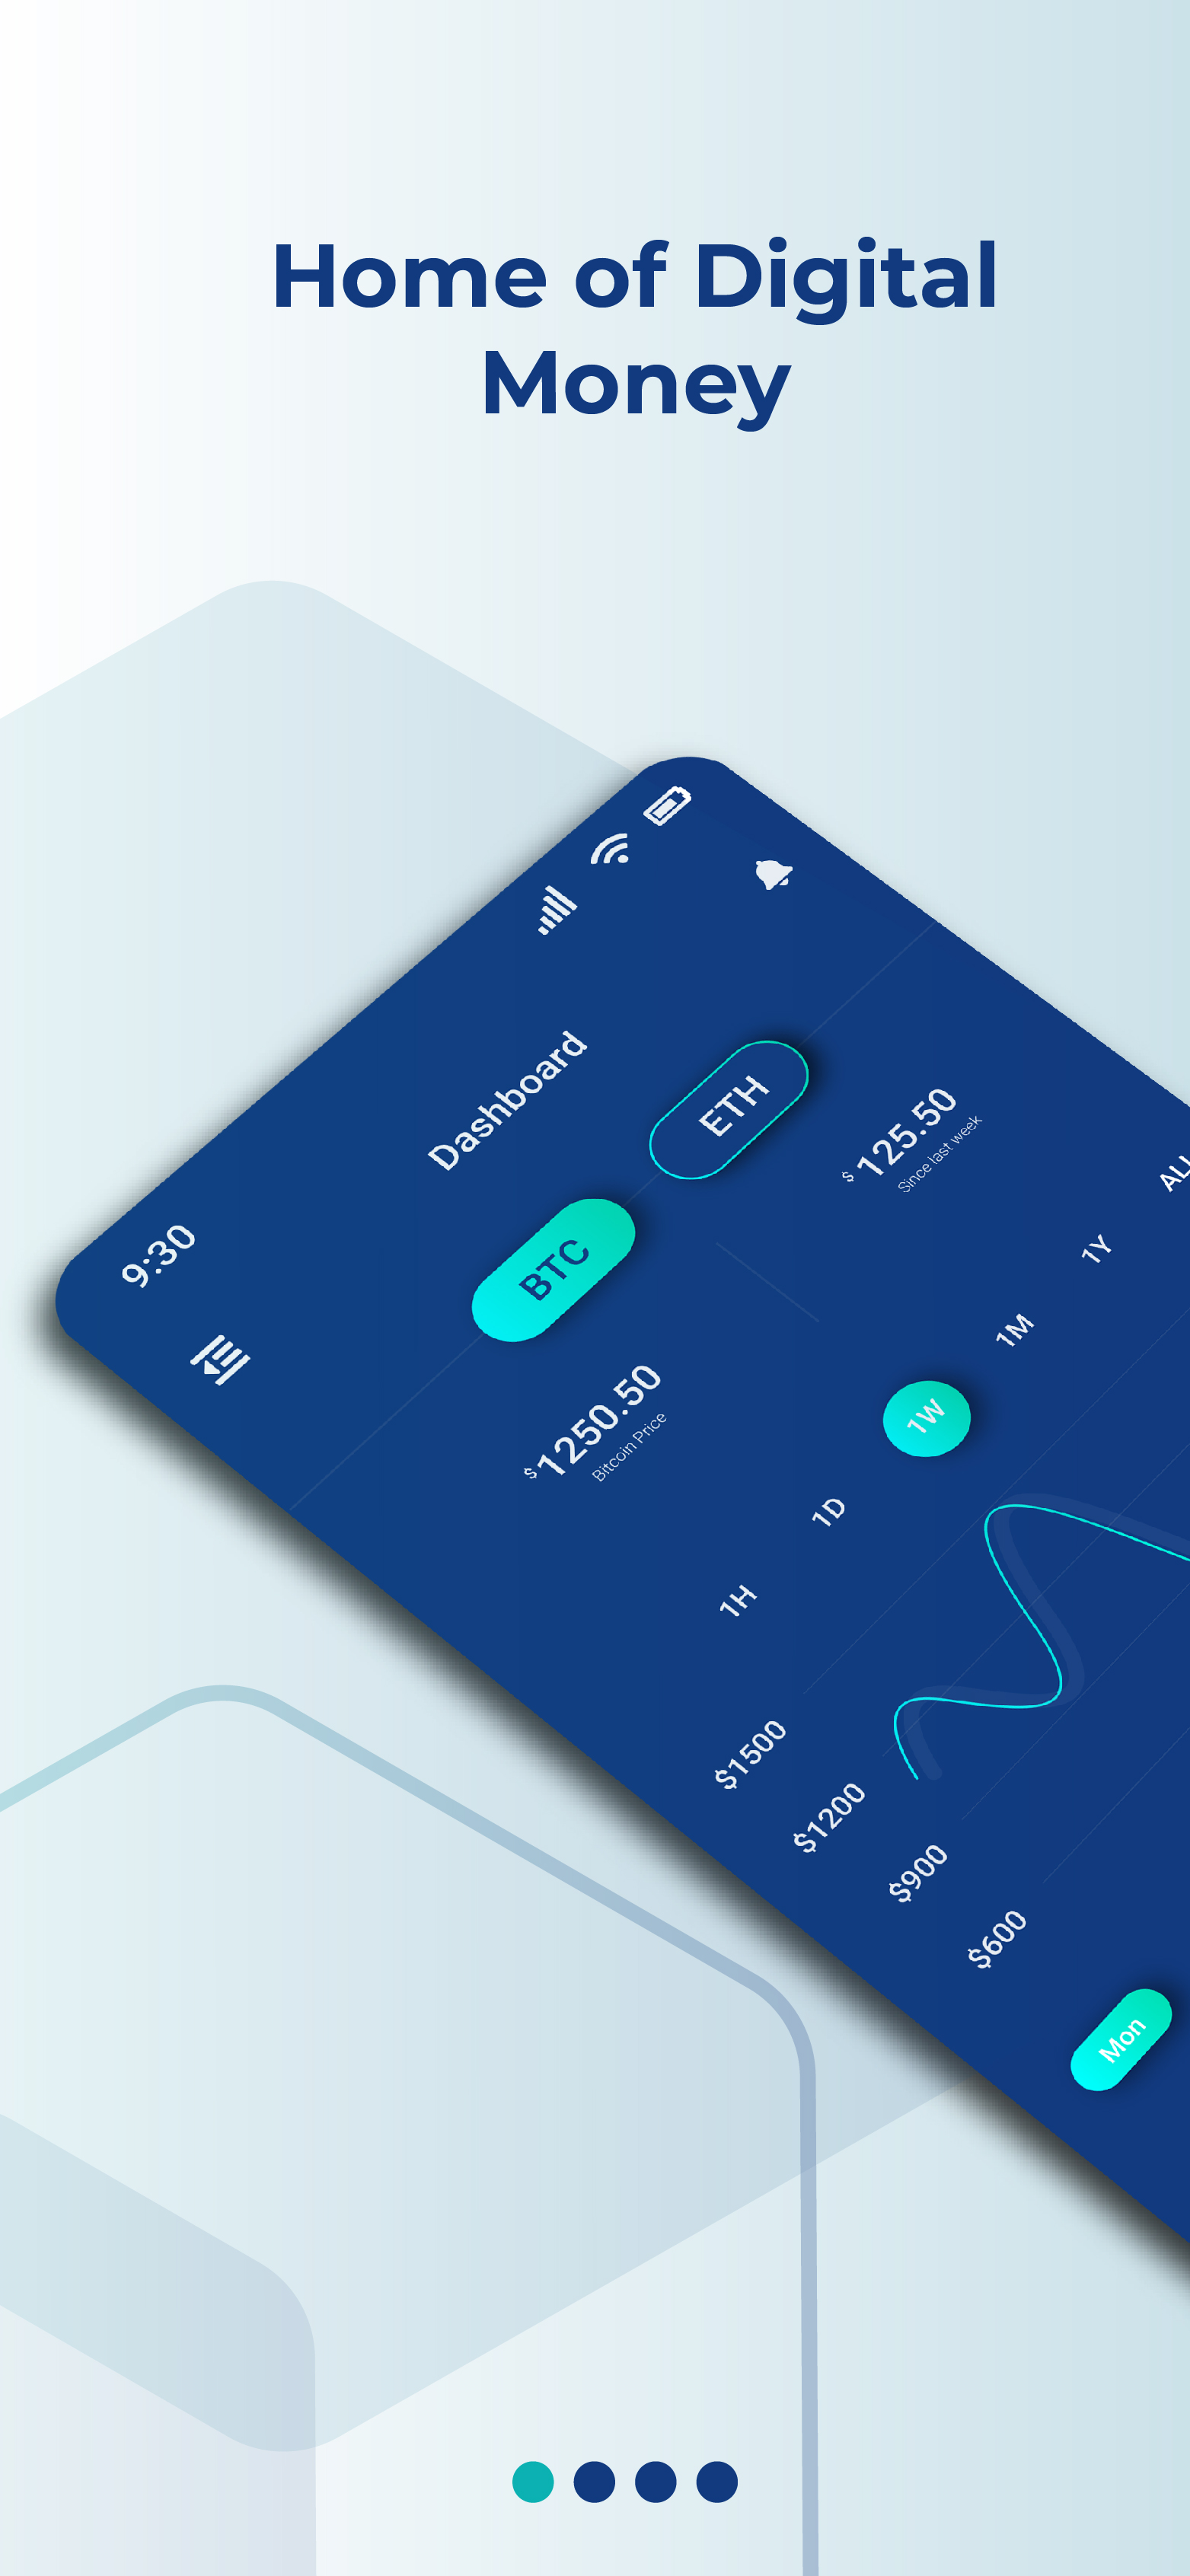 Home of Digital
Money
9:30
Dashboard
BTC
ETH
$1250.50
Bitcoin Price
$125.50
Since last week
1H
1D
1W
1M
1Y
ALL
$1500
$1200
$900
$600
Mon